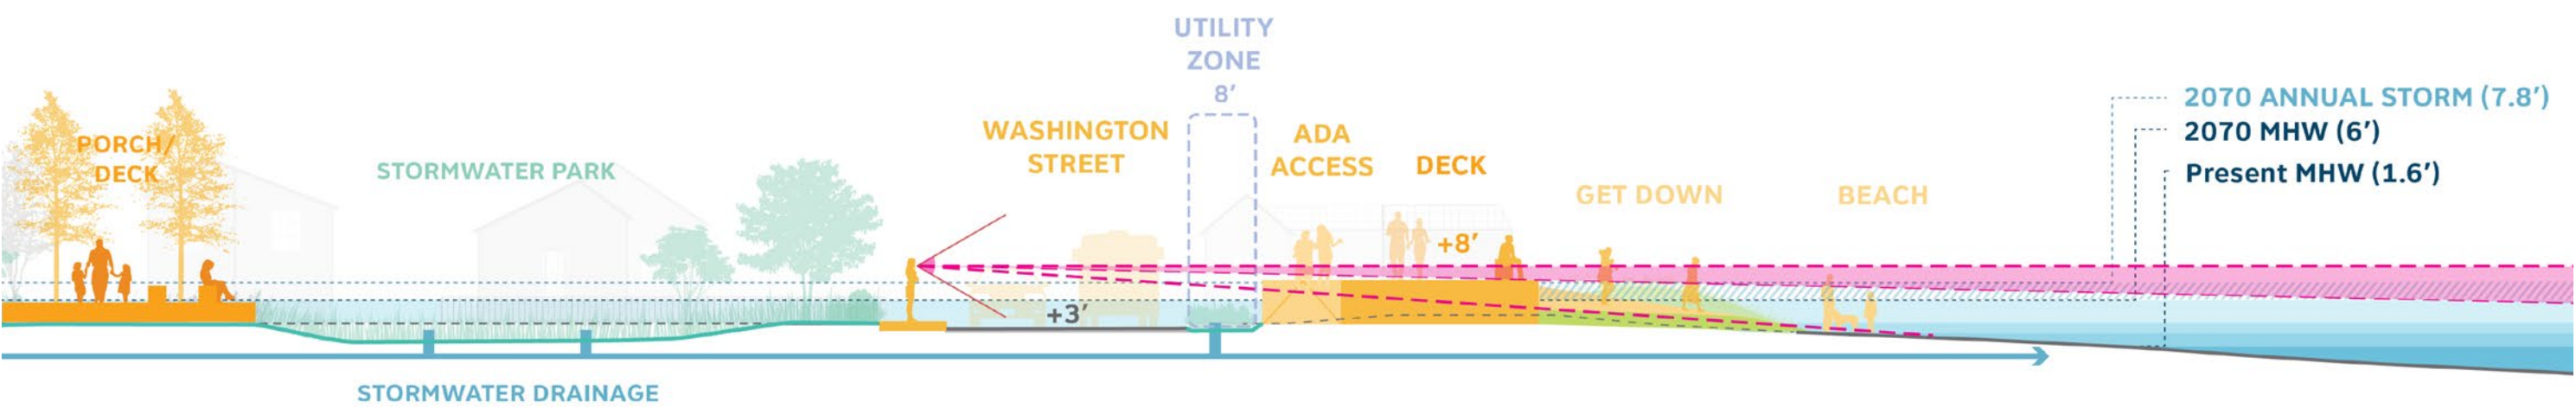 UTILITY
ZONE
8′
PORCH/
DECK
STORMWATER PARK
WASHINGTON
STREET
ADA
ACCESS
DECK
GET DOWN
BEACH
2070 ANNUAL STORM (7.8′)
2070 MHW (6′)
Present MHW (1.6′)
+8′
+3′
STORMWATER DRAINAGE